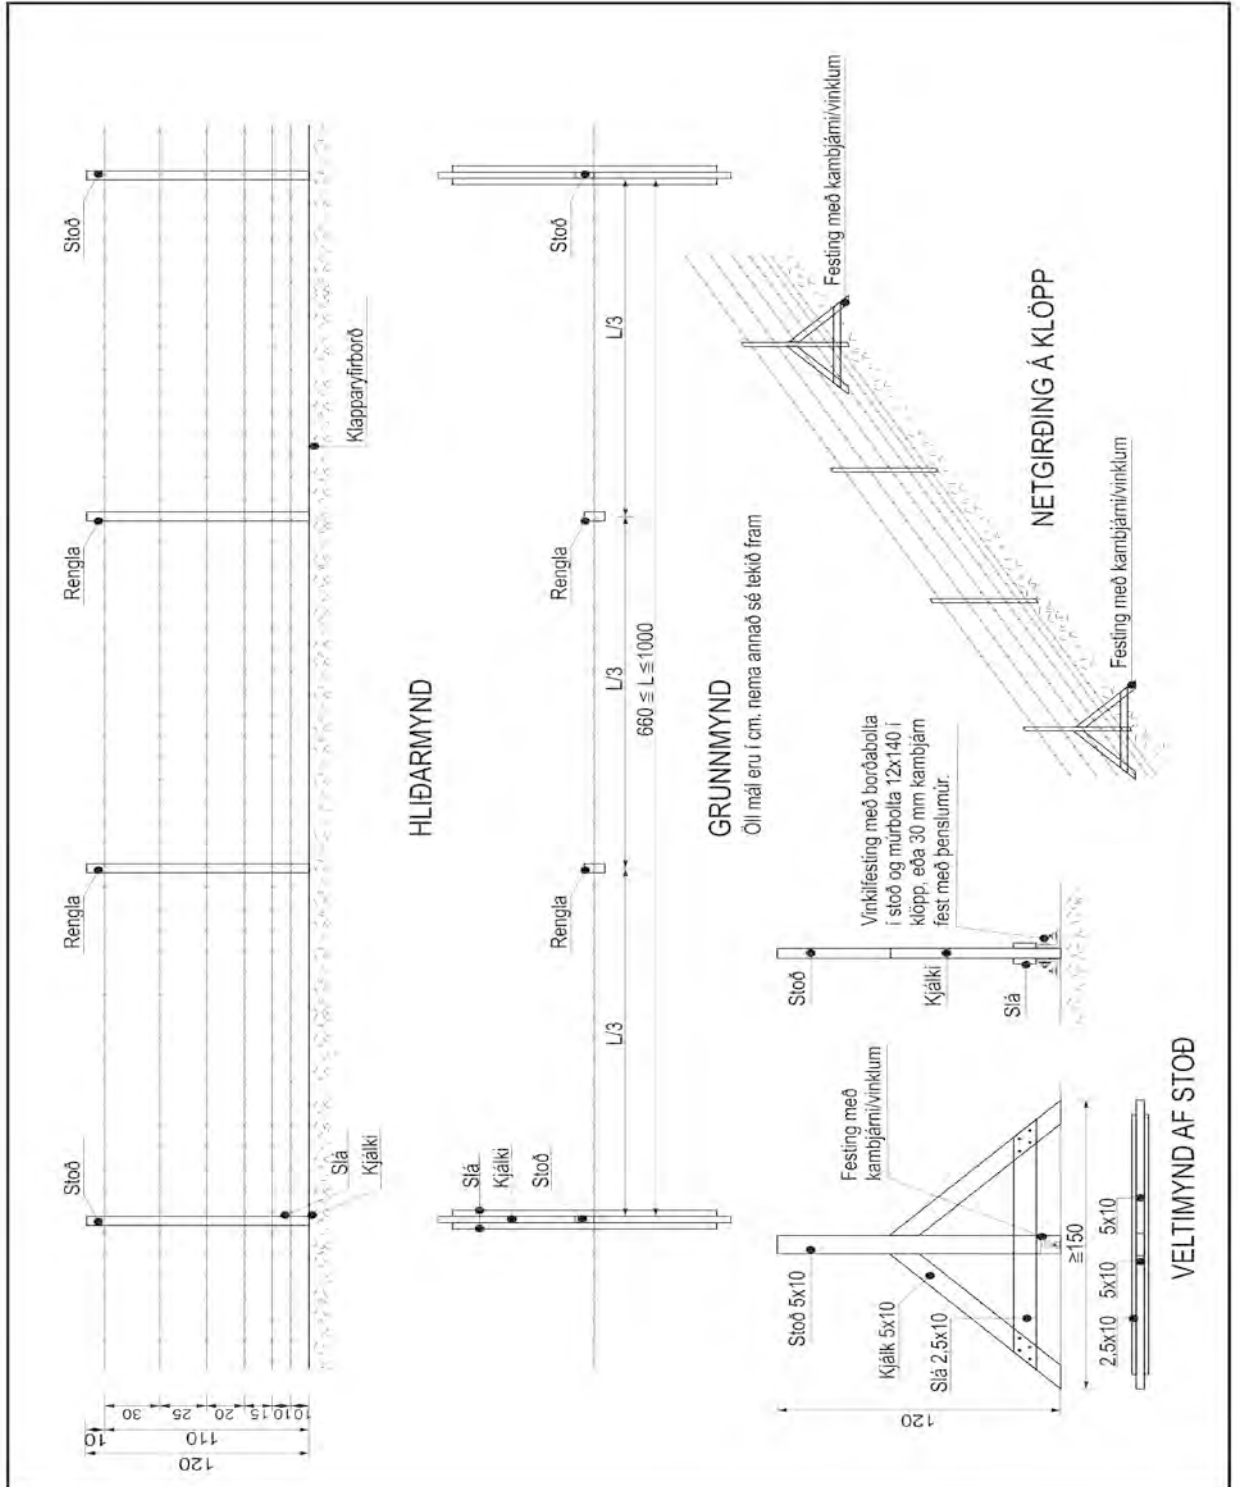 Stoð
Rengla
Rengla
Stoð
Klapparyfirborð
Slá
Kjálki
120
10
110
30
25
20
15
10
10
HLIÐARMYND
Slá
Kjálki
Stoð
Rengla
Rengla
Stoð
L/3
L/3
L/3
660 ≤ L ≤ 1000
GRUNNMYND
Öll mál eru í cm. nema annað sé tekið fram
Stoð 5x10
Kjálk 5x10
Slá 2,5x10
Festing með
kambjárni/vinklum
120
≧150
2,5x10
5x10
5x10
VELTIMYND AF STOÐ
Stoð
Kjálki
Slá
Vinkilfesting með borðabolta
í stoð og múrbolta 12x140 í
klöpp, eða 30 mm kambjárn
fest með þenslumúr.
Festing með kambjárni/vinklum
Festing með kambjárni/vinklum
NETGIRÐING Á KLÖPP